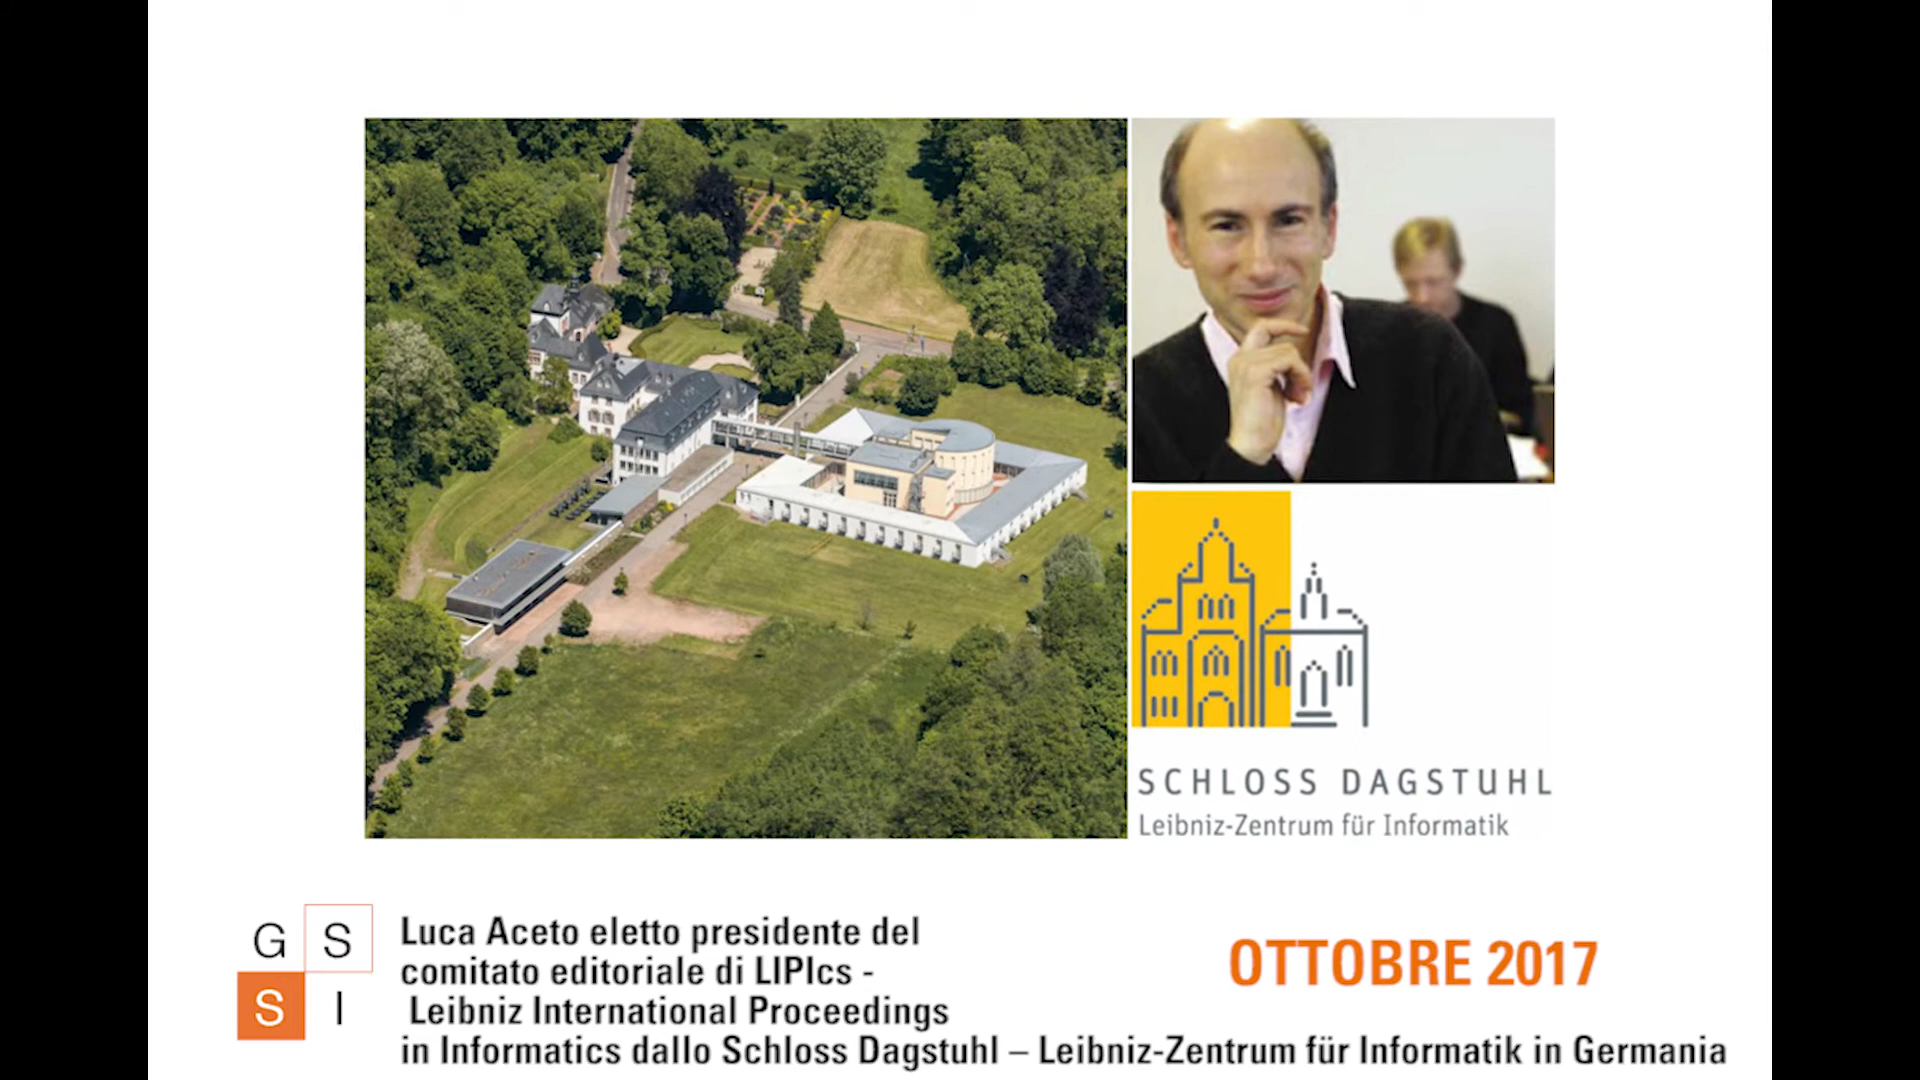 SCHLOSS DAGSTUHL
Leibniz-Zentrum für Informatik
G S
S I
Luca Aceto eletto presidente del
comitato editoriale di LIPIcs -
Leibniz International Proceedings
in Informatics dallo Schloss Dagstuhl – Leibniz-Zentrum für Informatik in Germania
OTTOBRE 2017